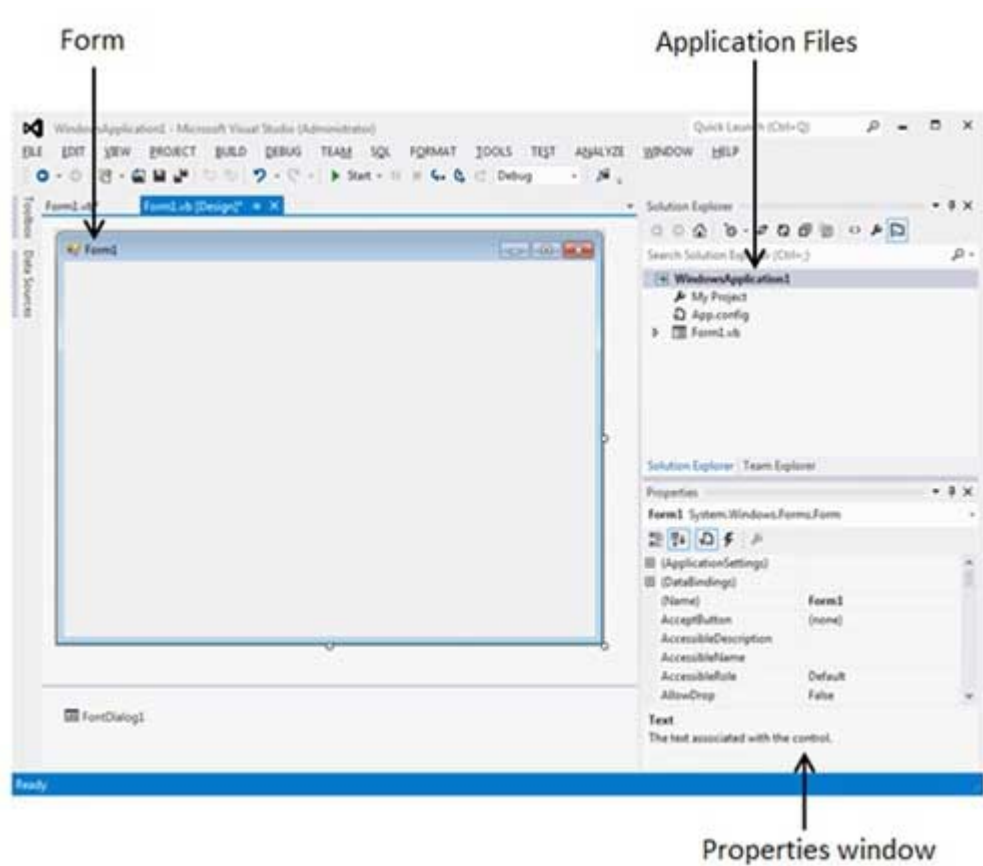 Form
Application Files
WindowsApplication1 - Microsoft Visual Studio (Administrator)
Quick Launch (Ctrl+Q)
FILE EDIT VIEW PROJECT BUILD DEBUG TEAM SQL FORMAT TOOLS TEST ANALYZE WINDOW HELP
Start
Debug
Toolbox
Data Sources
Form1.vb*
Form1.vb [Design]*
Form1
Solution Explorer
Search Solution Explorer (Ctrl+;)
WindowsApplication1
My Project
App.config
Form1.vb
Solution Explorer Team Explorer
Properties
Form1 System.Windows.Forms.Form
(ApplicationSettings)
(DataBindings)
(Name) Form1
AcceptButton (none)
AccessibleDescription
AccessibleName
AccessibleRole Default
AllowDrop False
Text
The text associated with the control.
FontDialog1
Ready
Properties window